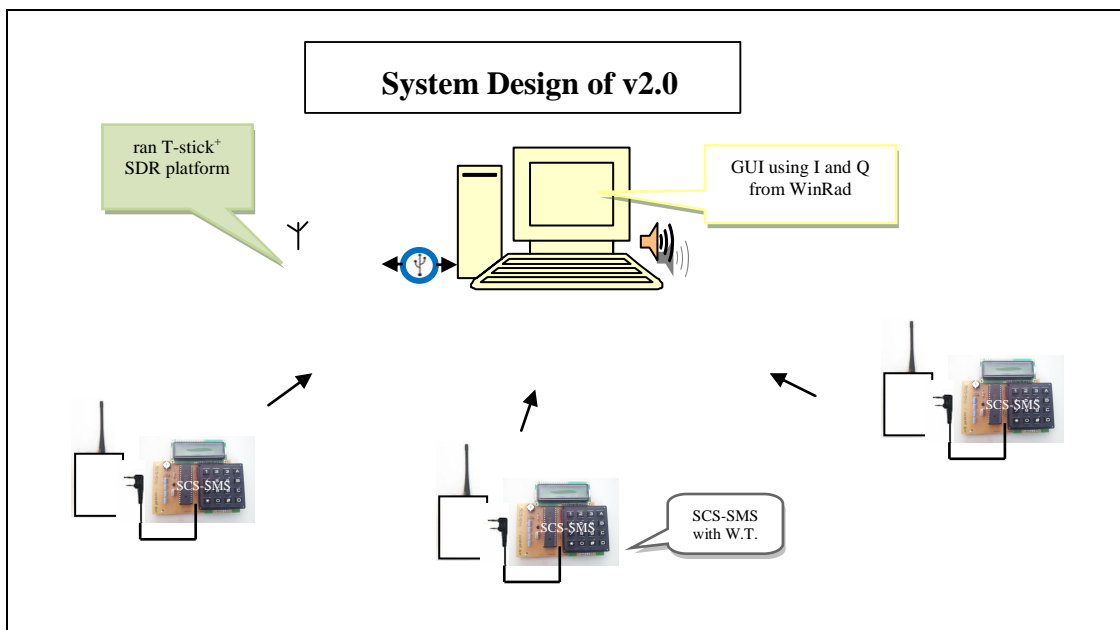 System Design of v2.0
ran T-stick⁺
SDR platform
GUI using I and Q
from WinRad
SCS-SMS
SCS-SMS
SCS-SMS
SCS-SMS
with W.T.